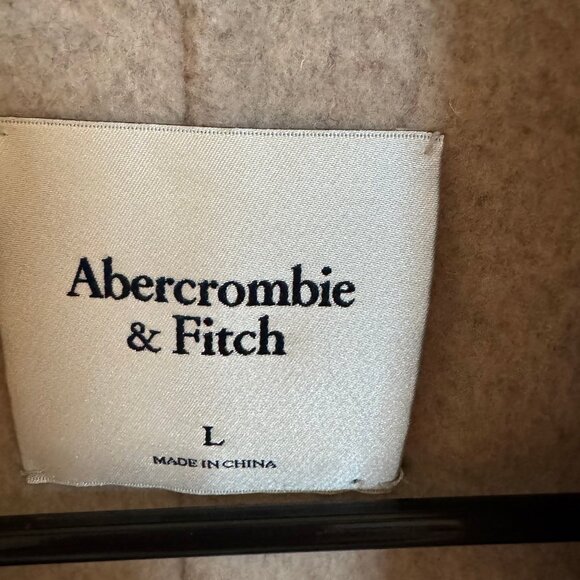 Abercrombie
& Fitch
L
MADE IN CHINA